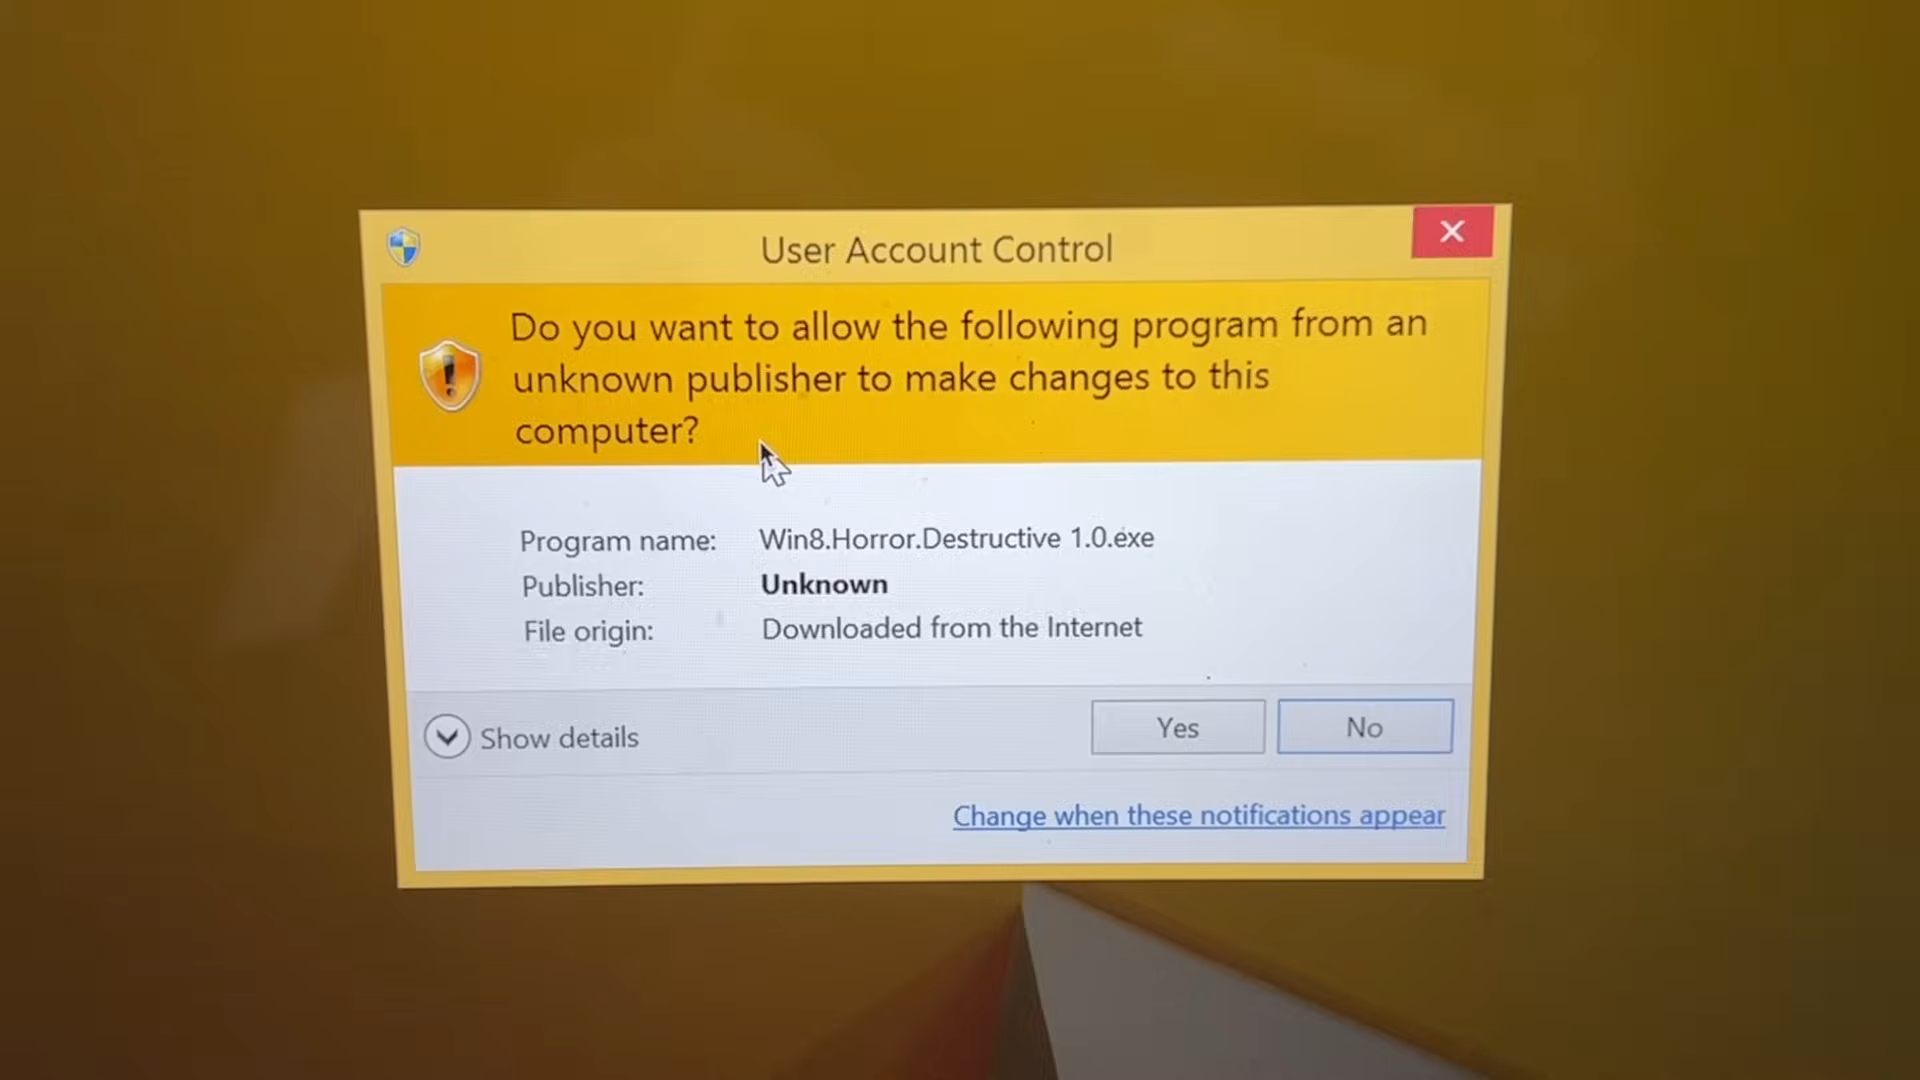 User Account Control
Do you want to allow the following program from an
unknown publisher to make changes to this
computer?
Program name: Win8.Horror.Destructive 1.0.exe
Publisher: Unknown
File origin: Downloaded from the Internet
Show details
Yes
No
Change when these notifications appear